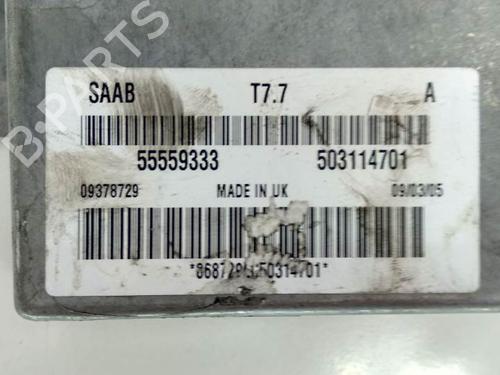 B-PARTS
SAAB T7.7 A
55559333 503114701
09378729 MADE IN UK 09/03/05